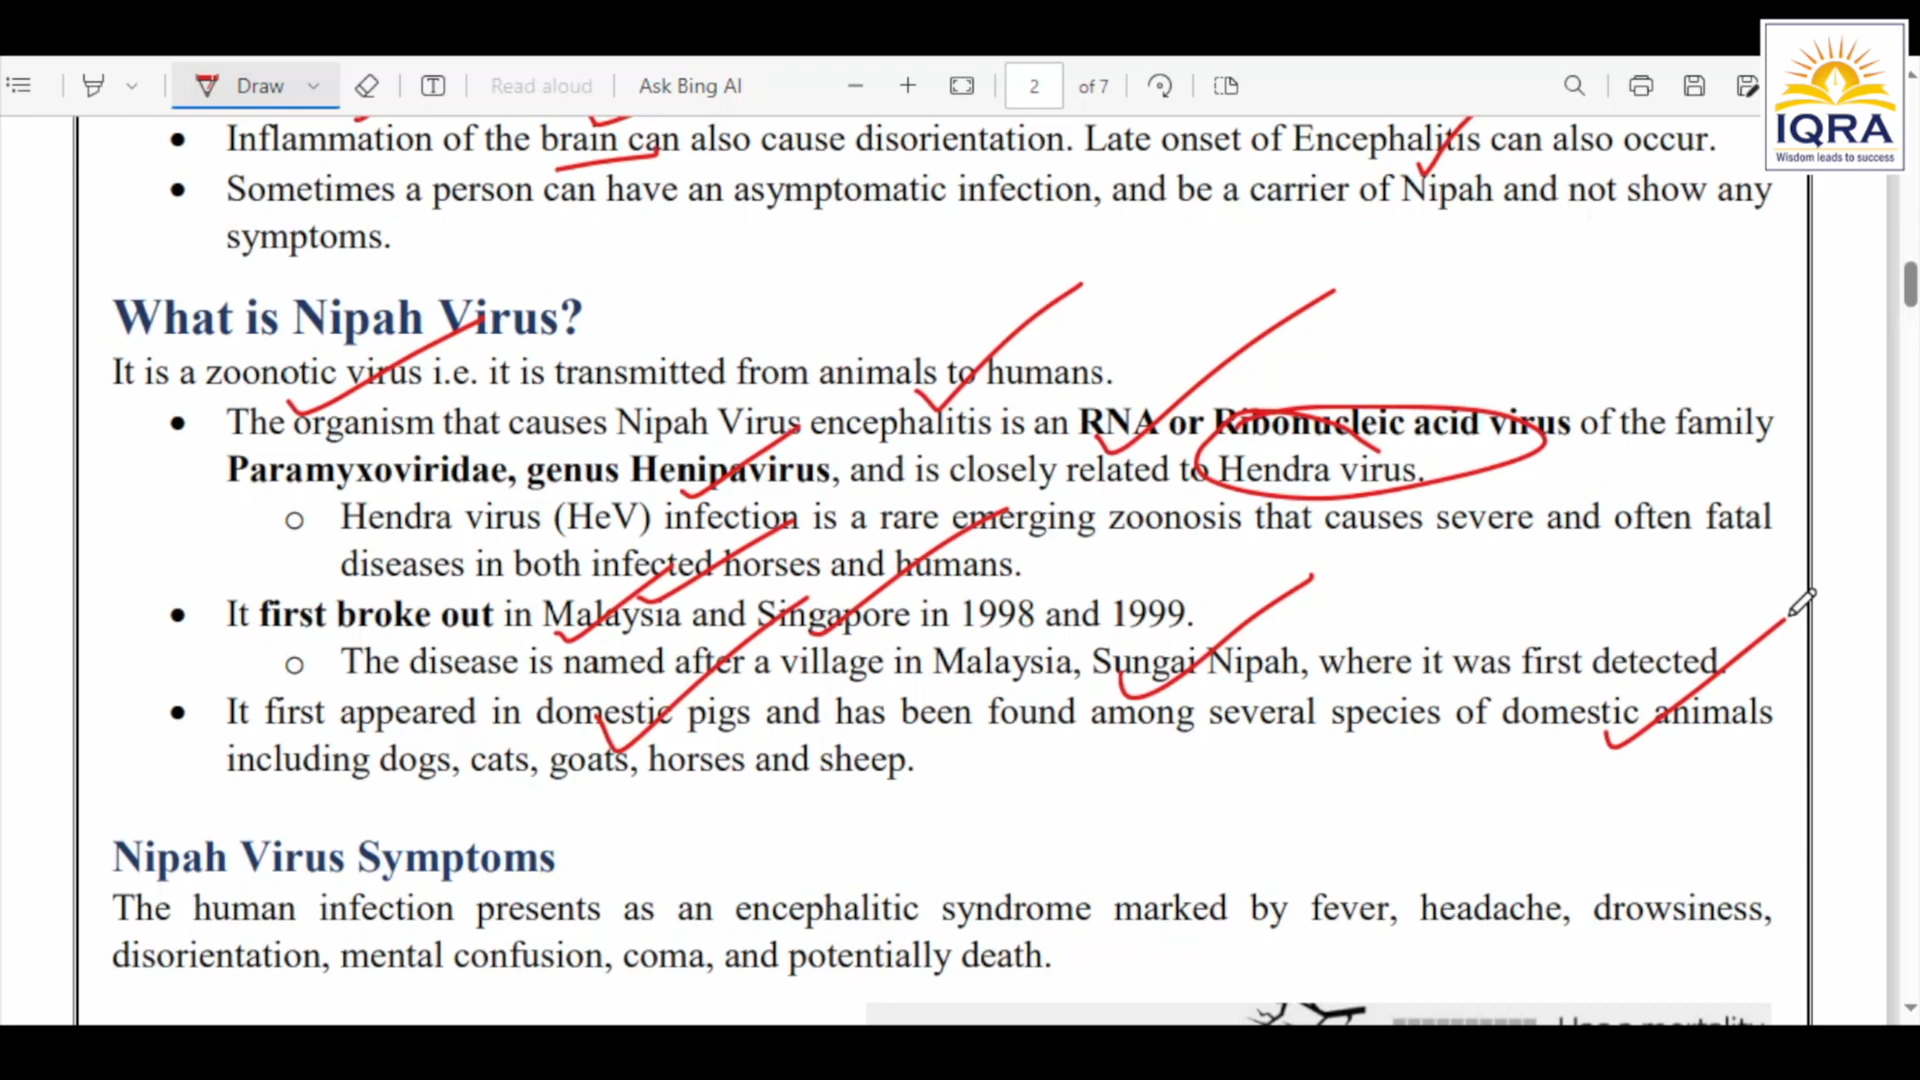 Draw
Read aloud
Ask Bing AI
2 of 7
IQRA
Wisdom leads to success
• Inflammation of the brain can also cause disorientation. Late onset of Encephalitis can also occur.
• Sometimes a person can have an asymptomatic infection, and be a carrier of Nipah and not show any
symptoms.
What is Nipah Virus?
It is a zoonotic virus i.e. it is transmitted from animals to humans.
• The organism that causes Nipah Virus encephalitis is an RNA or Ribonucleic acid virus of the family
Paramyxoviridae, genus Henipavirus, and is closely related to Hendra virus.
o Hendra virus (HeV) infection is a rare emerging zoonosis that causes severe and often fatal
diseases in both infected horses and humans.
• It first broke out in Malaysia and Singapore in 1998 and 1999.
o The disease is named after a village in Malaysia, Sungai Nipah, where it was first detected.
• It first appeared in domestic pigs and has been found among several species of domestic animals
including dogs, cats, goats, horses and sheep.
Nipah Virus Symptoms
The human infection presents as an encephalitic syndrome marked by fever, headache, drowsiness,
disorientation, mental confusion, coma, and potentially death.